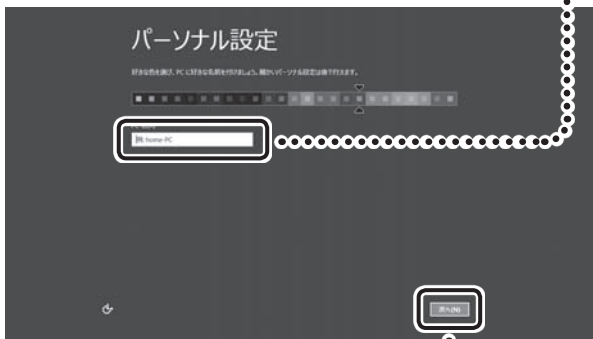 パーソナル設定
好きな色を選び、PC に好きな名前を付けましょう。細かいパーソナル設定は後で行えます。
例: home-PC
次へ(N)